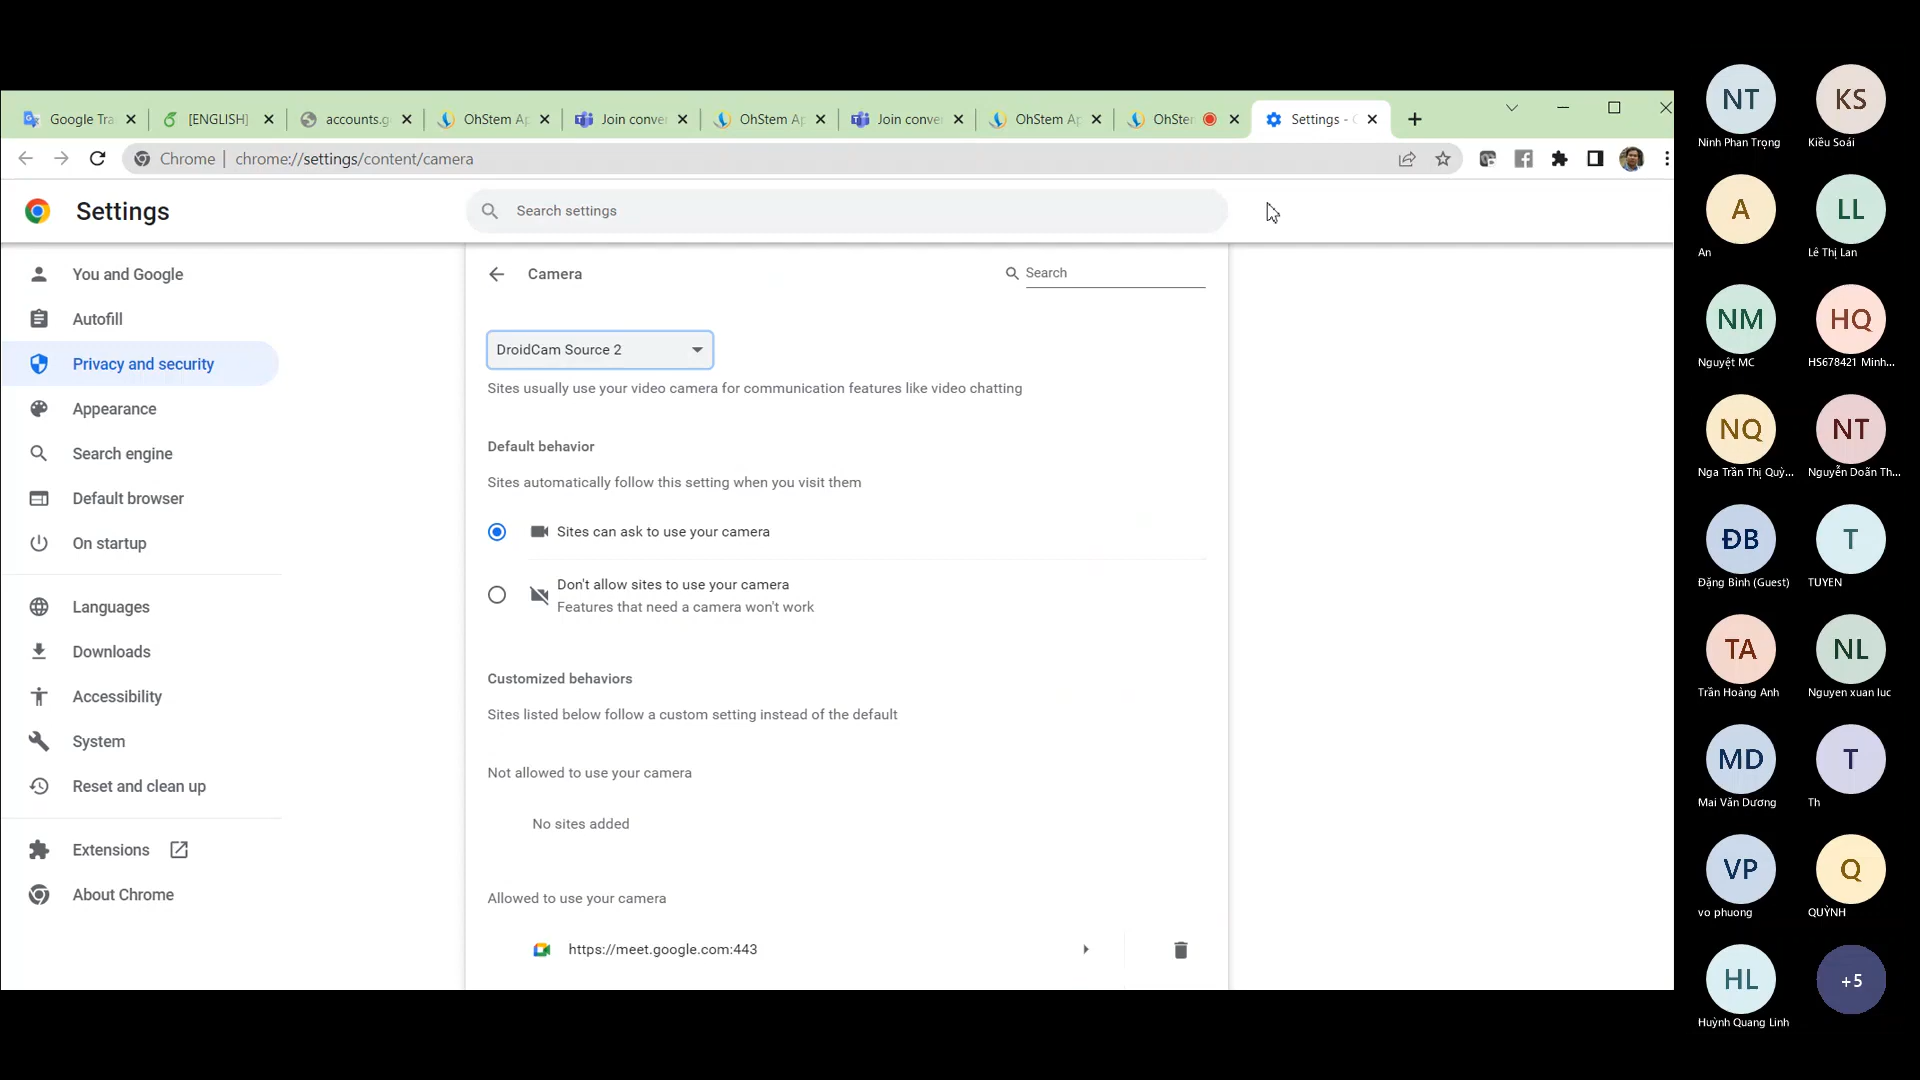 Google Tra
[ENGLISH]
accounts.g
OhStem Ap
Join conver
OhStem Ap
Join conver
OhStem Ap
OhStem
Settings - C
Chrome | chrome://settings/content/camera
Settings
Search settings
You and Google
Autofill
Privacy and security
Appearance
Search engine
Default browser
On startup
Languages
Downloads
Accessibility
System
Reset and clean up
Extensions
About Chrome
Camera
Search
DroidCam Source 2
Sites usually use your video camera for communication features like video chatting
Default behavior
Sites automatically follow this setting when you visit them
Sites can ask to use your camera
Don't allow sites to use your camera
Features that need a camera won't work
Customized behaviors
Sites listed below follow a custom setting instead of the default
Not allowed to use your camera
No sites added
Allowed to use your camera
https://meet.google.com:443
NT
Ninh Phan Trọng
KS
Kiều Soái
A
An
LL
Lê Thị Lan
NM
Nguyệt MC
HQ
HS678421 Minh...
NQ
Nga Trần Thị Quỳ...
NT
Nguyễn Doãn Th...
ĐB
Đặng Bình (Guest)
T
TUYEN
TA
Trần Hoàng Anh
NL
Nguyen xuan luc
MD
Mai Văn Dương
T
Th
VP
vo phuong
Q
QUỲNH
HL
Huỳnh Quang Linh
+5